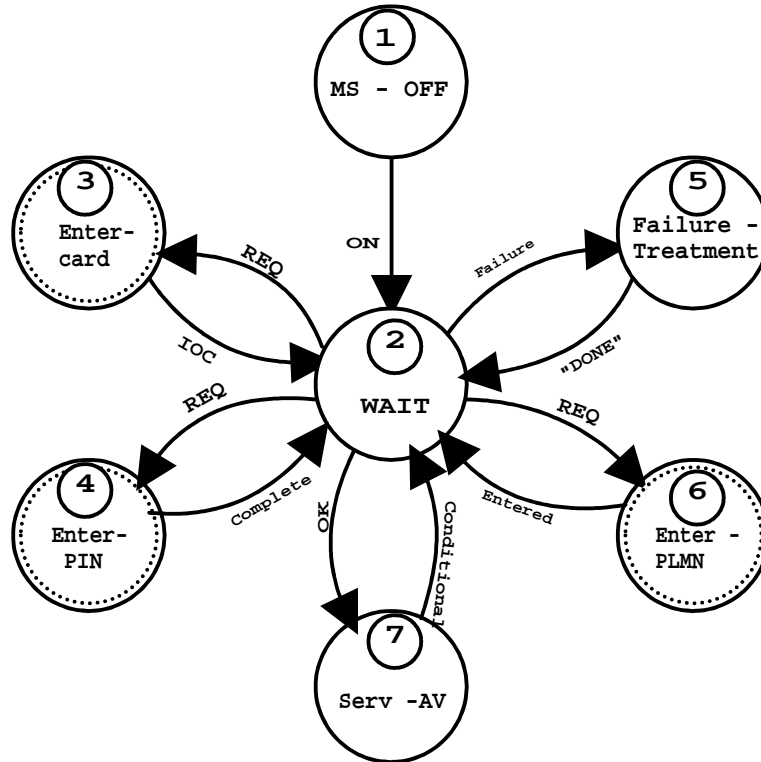 1
MS - OFF
3
Enter-
card
5
Failure -
Treatment
ON
REQ
Failure
IOC
"DONE"
2
WAIT
REQ
REQ
4
Enter-
PIN
Complete
OK
Conditional
Entered
6
Enter -
PLMN
7
Serv -AV